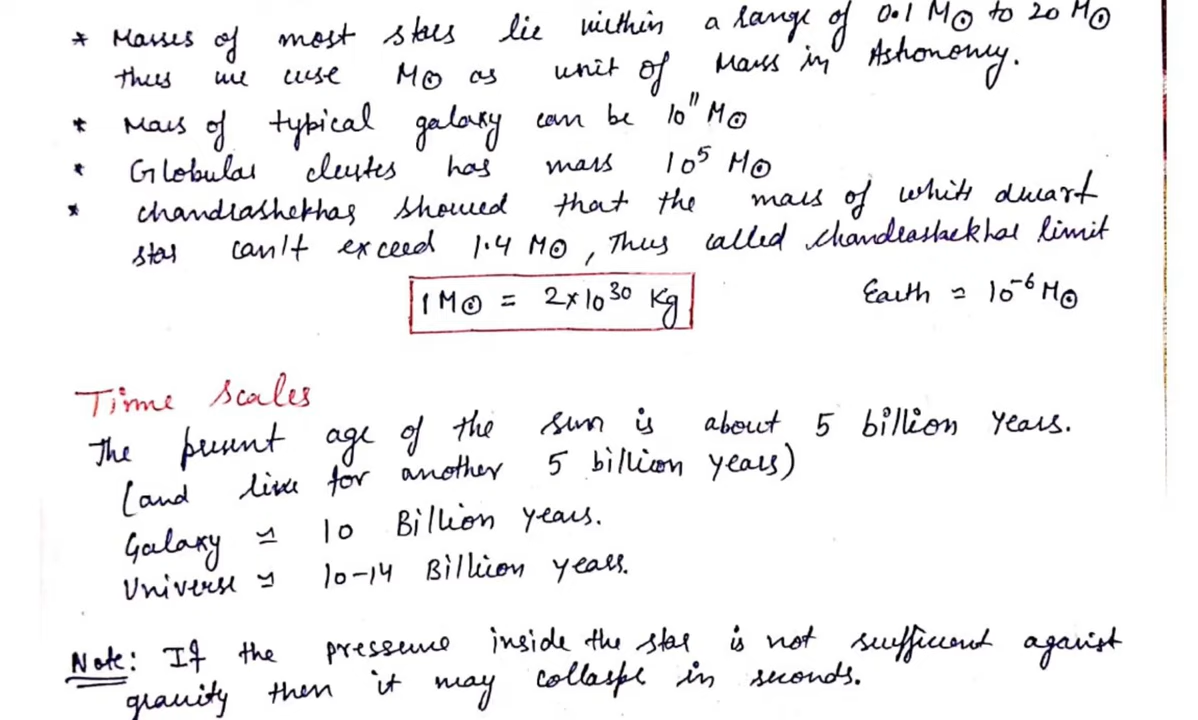 * Masses of most stars lie within a range of 0.1 M⊙ to 20 M⊙
thus we use M⊙ as unit of Mass in Astronomy.
* Mass of typical galaxy can be 10¹¹ M⊙
* Globular cluster has mass 10⁵ M⊙
* Chandrashekhar showed that the mass of white dwarf
star can't exceed 1.4 M⊙, Thus called chandrashekhar limit
1 M⊙ = 2×10³⁰ Kg
Earth ≃ 10⁻⁶ M⊙
Time scales
The present age of the sun is about 5 billion years.
(and live for another 5 billion years)
Galaxy ≃ 10 Billion years.
Universe ≃ 10-14 Billion years.
Note: If the pressure inside the star is not sufficient against
gravity then it may collaspe in seconds.